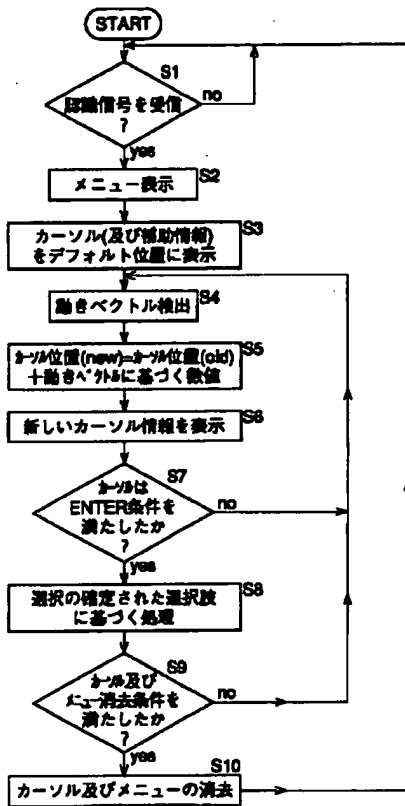 START
S1
認識信号を受信
?
no
yes
メニュー表示
S2
カーソル(及び補助情報)
をデフォルト位置に表示
S3
動きベクトル検出
S4
カーソル位置(new)=カーソル位置(old)
+動きベクトルに基づく数値
S5
新しいカーソル情報を表示
S6
カーソルは
ENTER条件を
満たしたか
?
S7
no
yes
選択の確定された選択肢
に基づく処理
S8
カーソル及び
メニュー消去条件を
満たしたか
?
S9
no
yes
カーソル及びメニューの消去
S10